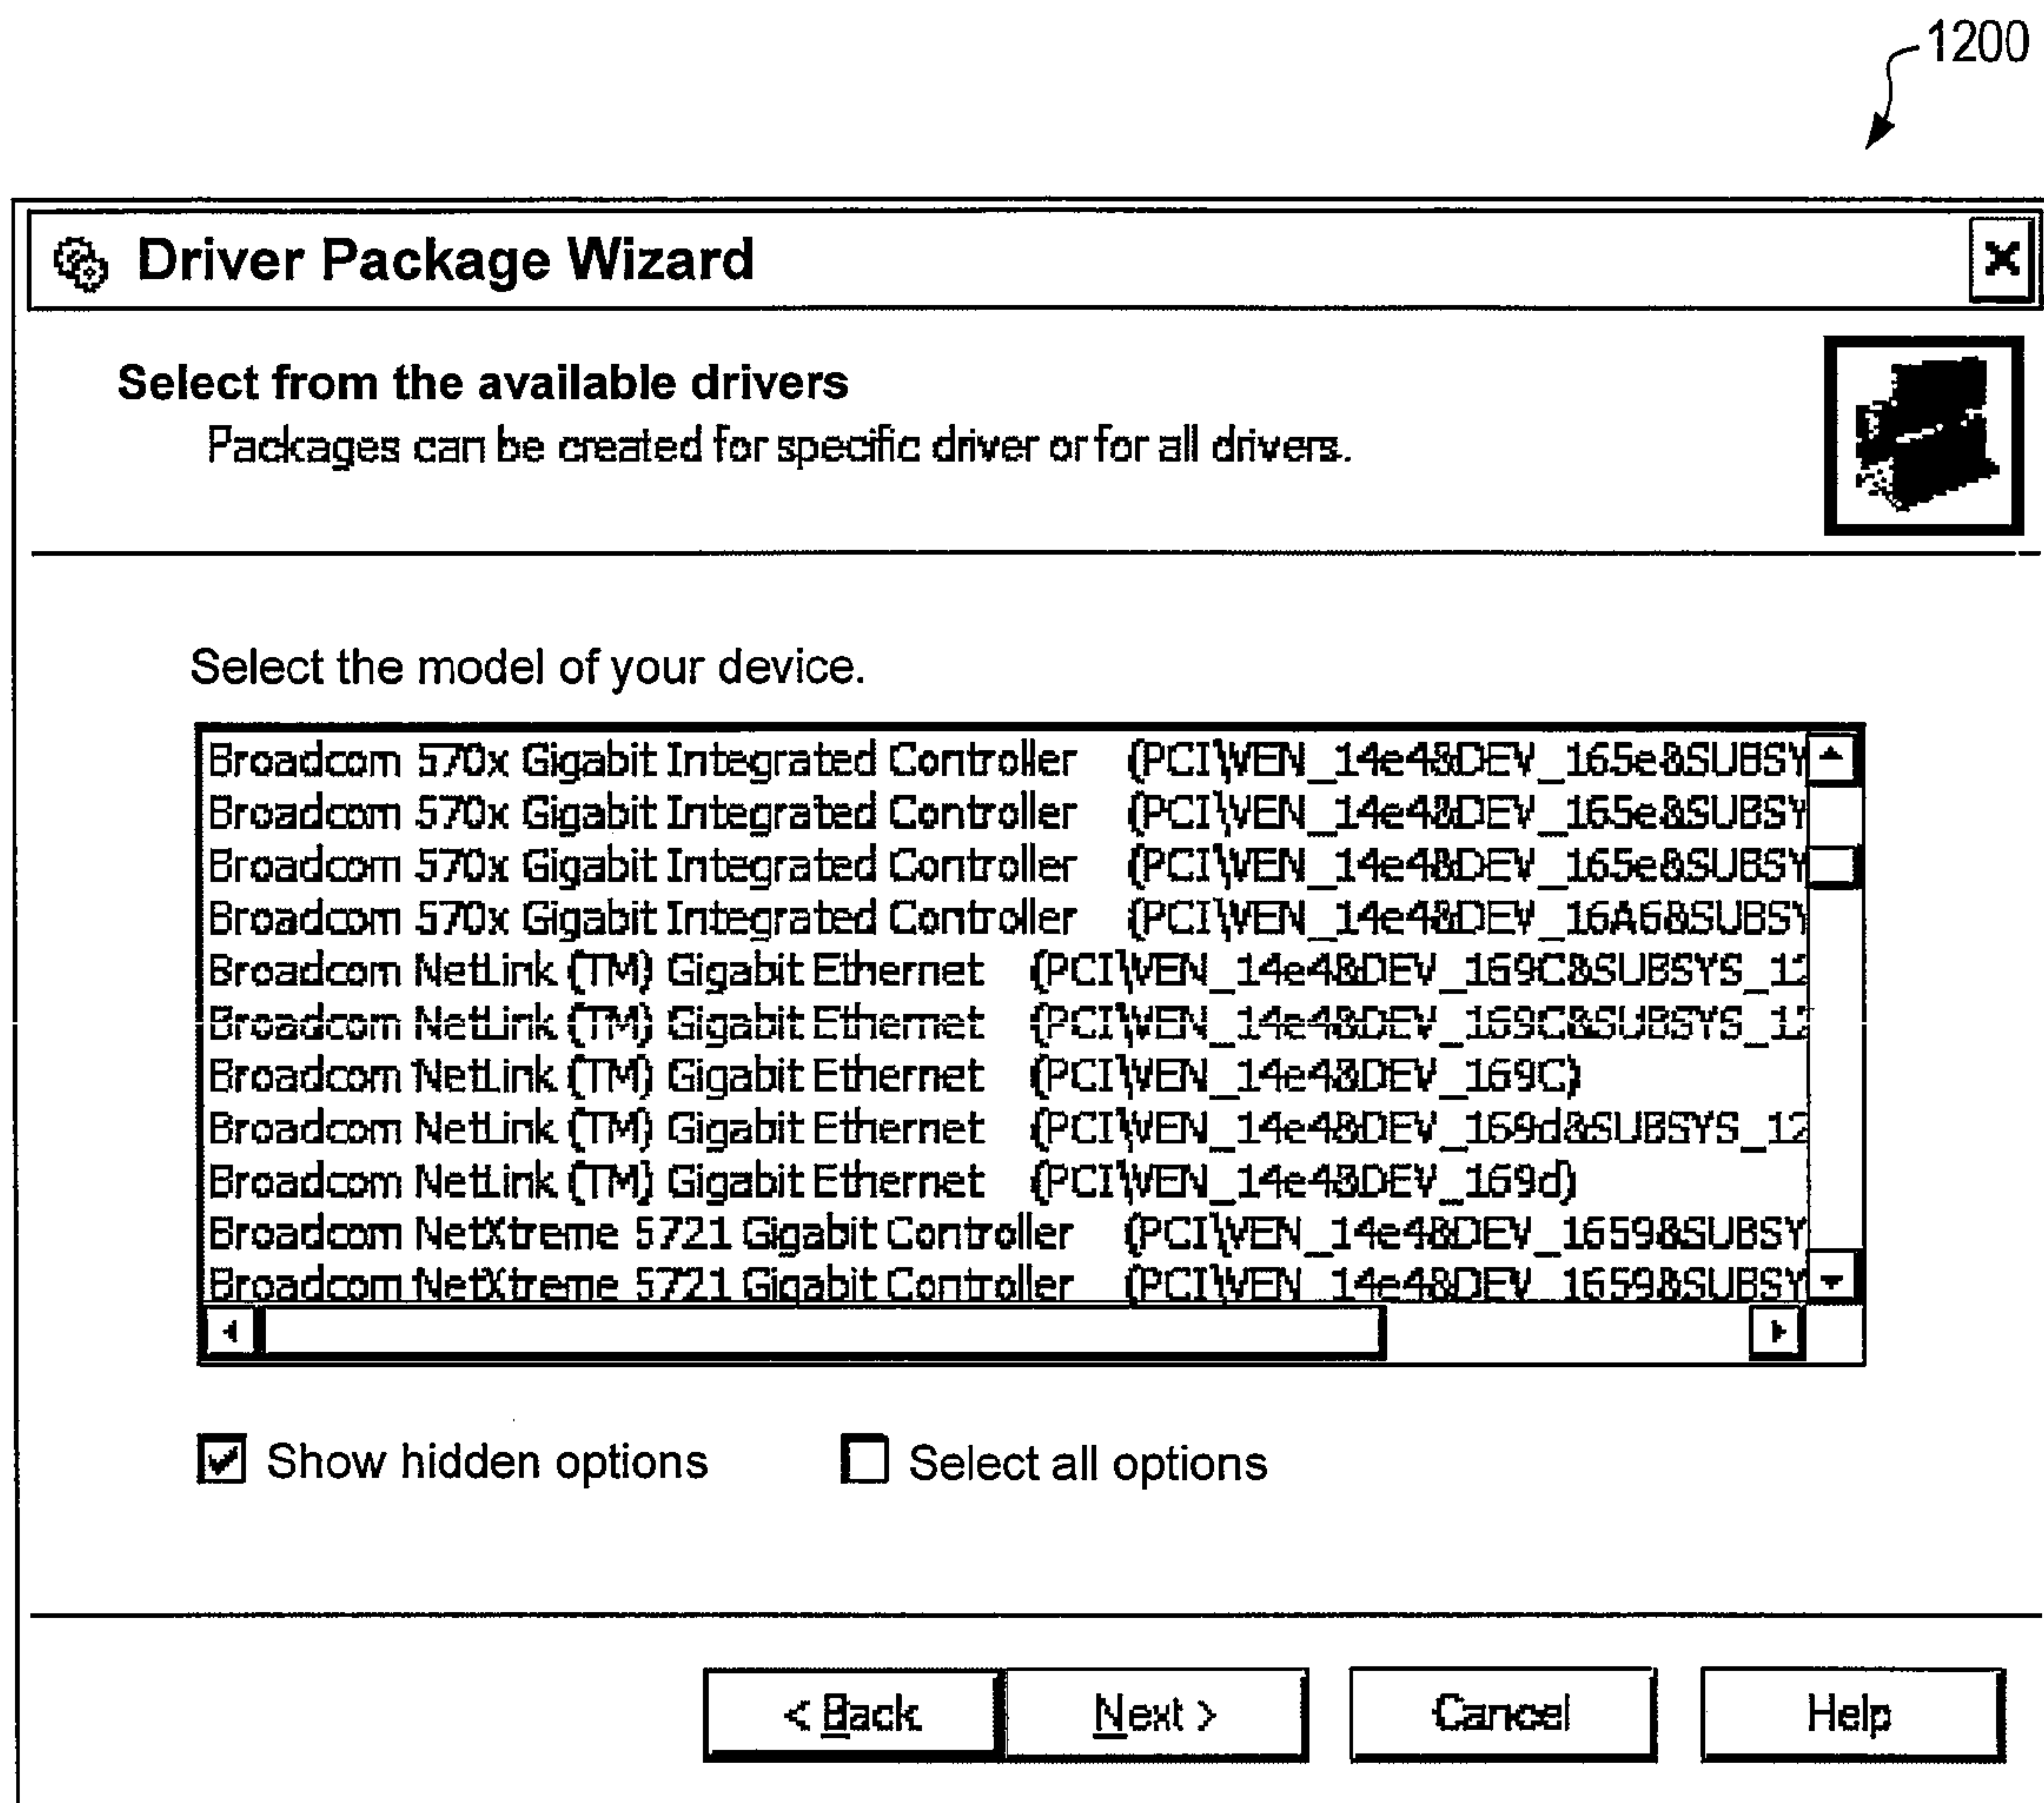 1200
Driver Package Wizard
Select from the available drivers
Packages can be created for specific driver or for all drivers.
Select the model of your device.
Broadcom 570x Gigabit Integrated Controller (PCI\VEN_14e4&DEV_165e&SUBSY
Broadcom 570x Gigabit Integrated Controller (PCI\VEN_14e4&DEV_165e&SUBSY
Broadcom 570x Gigabit Integrated Controller (PCI\VEN_14e4&DEV_165e&SUBSY
Broadcom 570x Gigabit Integrated Controller (PCI\VEN_14e4&DEV_16A6&SUBSY
Broadcom NetLink (TM) Gigabit Ethernet (PCI\VEN_14e4&DEV_169C&SUBSYS_12
Broadcom NetLink (TM) Gigabit Ethernet (PCI\VEN_14e4&DEV_169C&SUBSYS_12
Broadcom NetLink (TM) Gigabit Ethernet (PCI\VEN_14e4&DEV_169C)
Broadcom NetLink (TM) Gigabit Ethernet (PCI\VEN_14e4&DEV_169d&SUBSYS_12
Broadcom NetLink (TM) Gigabit Ethernet (PCI\VEN_14e4&DEV_169d)
Broadcom NetXtreme 5721 Gigabit Controller (PCI\VEN_14e4&DEV_1659&SUBSY
Broadcom NetXtreme 5721 Gigabit Controller (PCI\VEN_14e4&DEV_1659&SUBSY
Show hidden options Select all options
< Back Next > Cancel Help